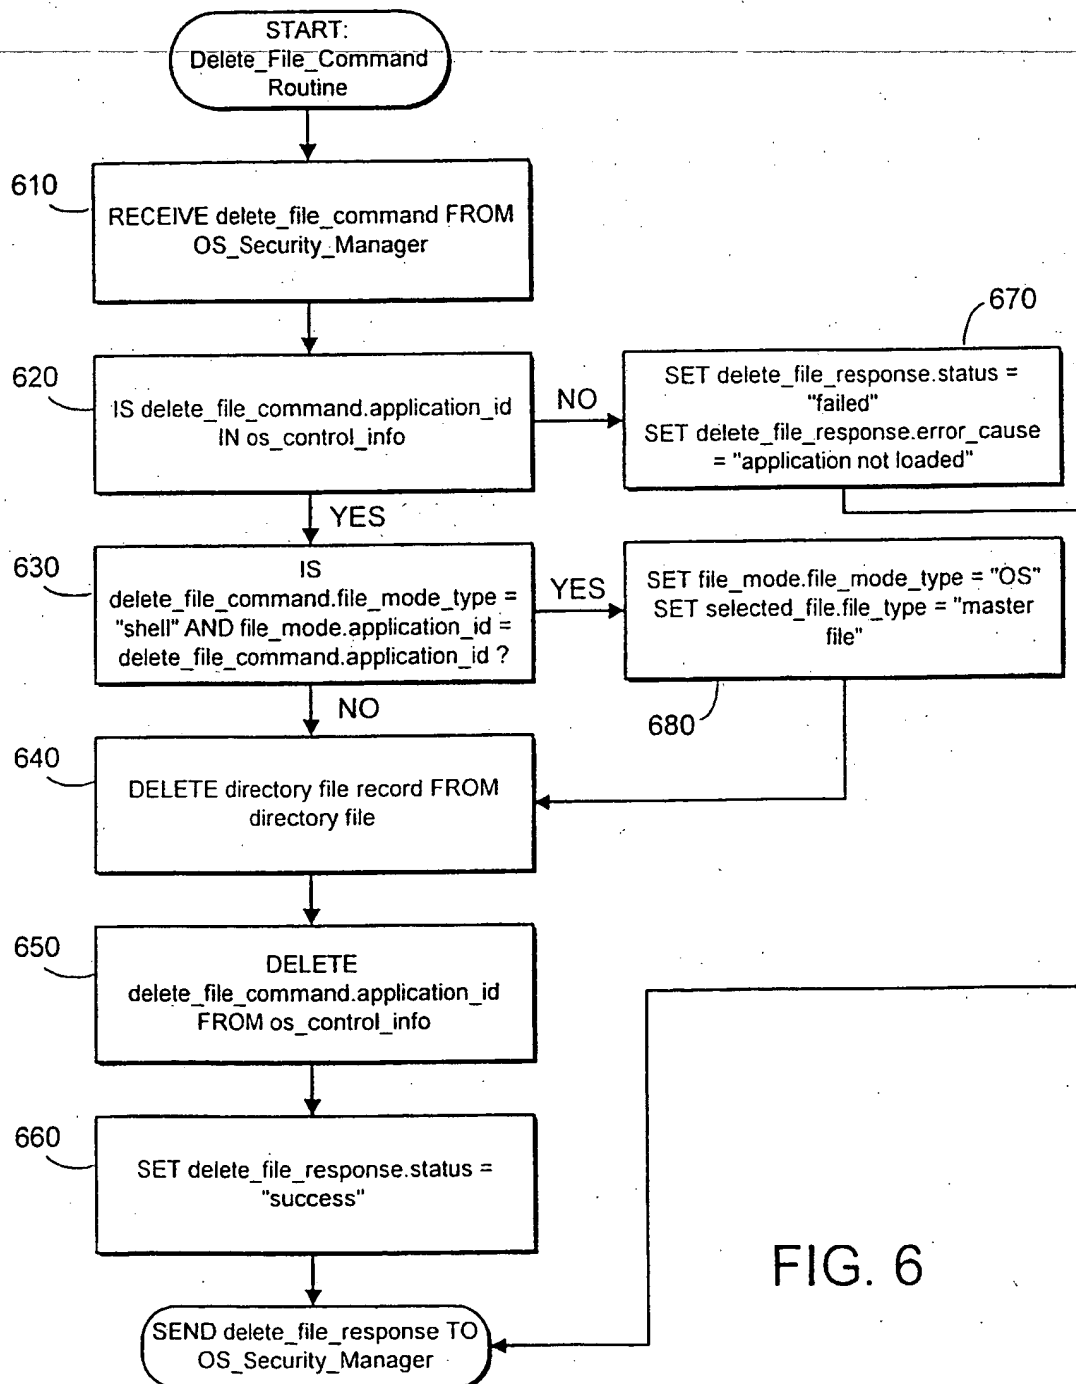 START:
Delete_File_Command
Routine
610
RECEIVE delete_file_command FROM
OS_Security_Manager
670
620
IS delete_file_command.application_id
IN os_control_info
NO
SET delete_file_response.status =
"failed"
SET delete_file_response.error_cause
= "application not loaded"
YES
630
IS
delete_file_command.file_mode_type =
"shell" AND file_mode.application_id =
delete_file_command.application_id ?
YES
SET file_mode.file_mode_type = "OS"
SET selected_file.file_type = "master
file"
680
NO
640
DELETE directory file record FROM
directory file
650
DELETE
delete_file_command.application_id
FROM os_control_info
660
SET delete_file_response.status =
"success"
SEND delete_file_response TO
OS_Security_Manager
FIG. 6